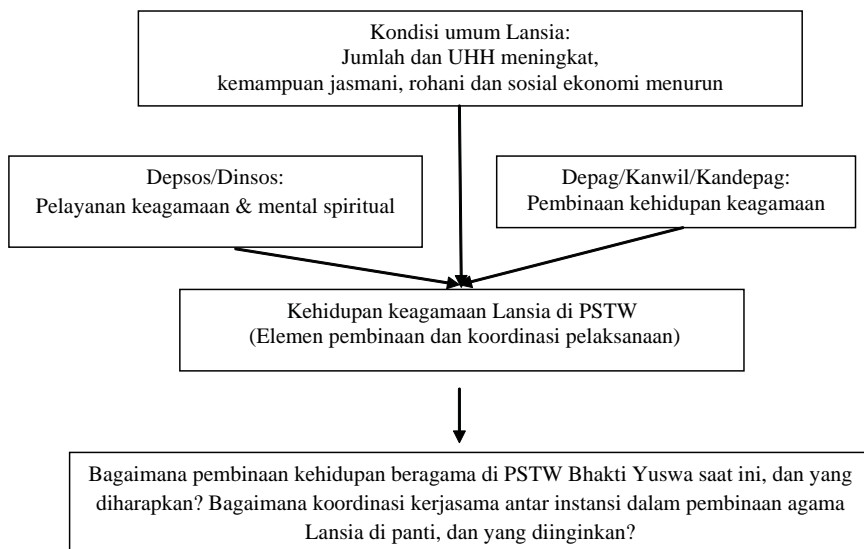 Kondisi umum Lansia:
Jumlah dan UHH meningkat,
kemampuan jasmani, rohani dan sosial ekonomi menurun
Depsos/Dinsos:
Pelayanan keagamaan & mental spiritual
Depag/Kanwil/Kandepag:
Pembinaan kehidupan keagamaan
Kehidupan keagamaan Lansia di PSTW
(Elemen pembinaan dan koordinasi pelaksanaan)
Bagaimana pembinaan kehidupan beragama di PSTW Bhakti Yuswa saat ini, dan yang
diharapkan? Bagaimana koordinasi kerjasama antar instansi dalam pembinaan agama
Lansia di panti, dan yang diinginkan?